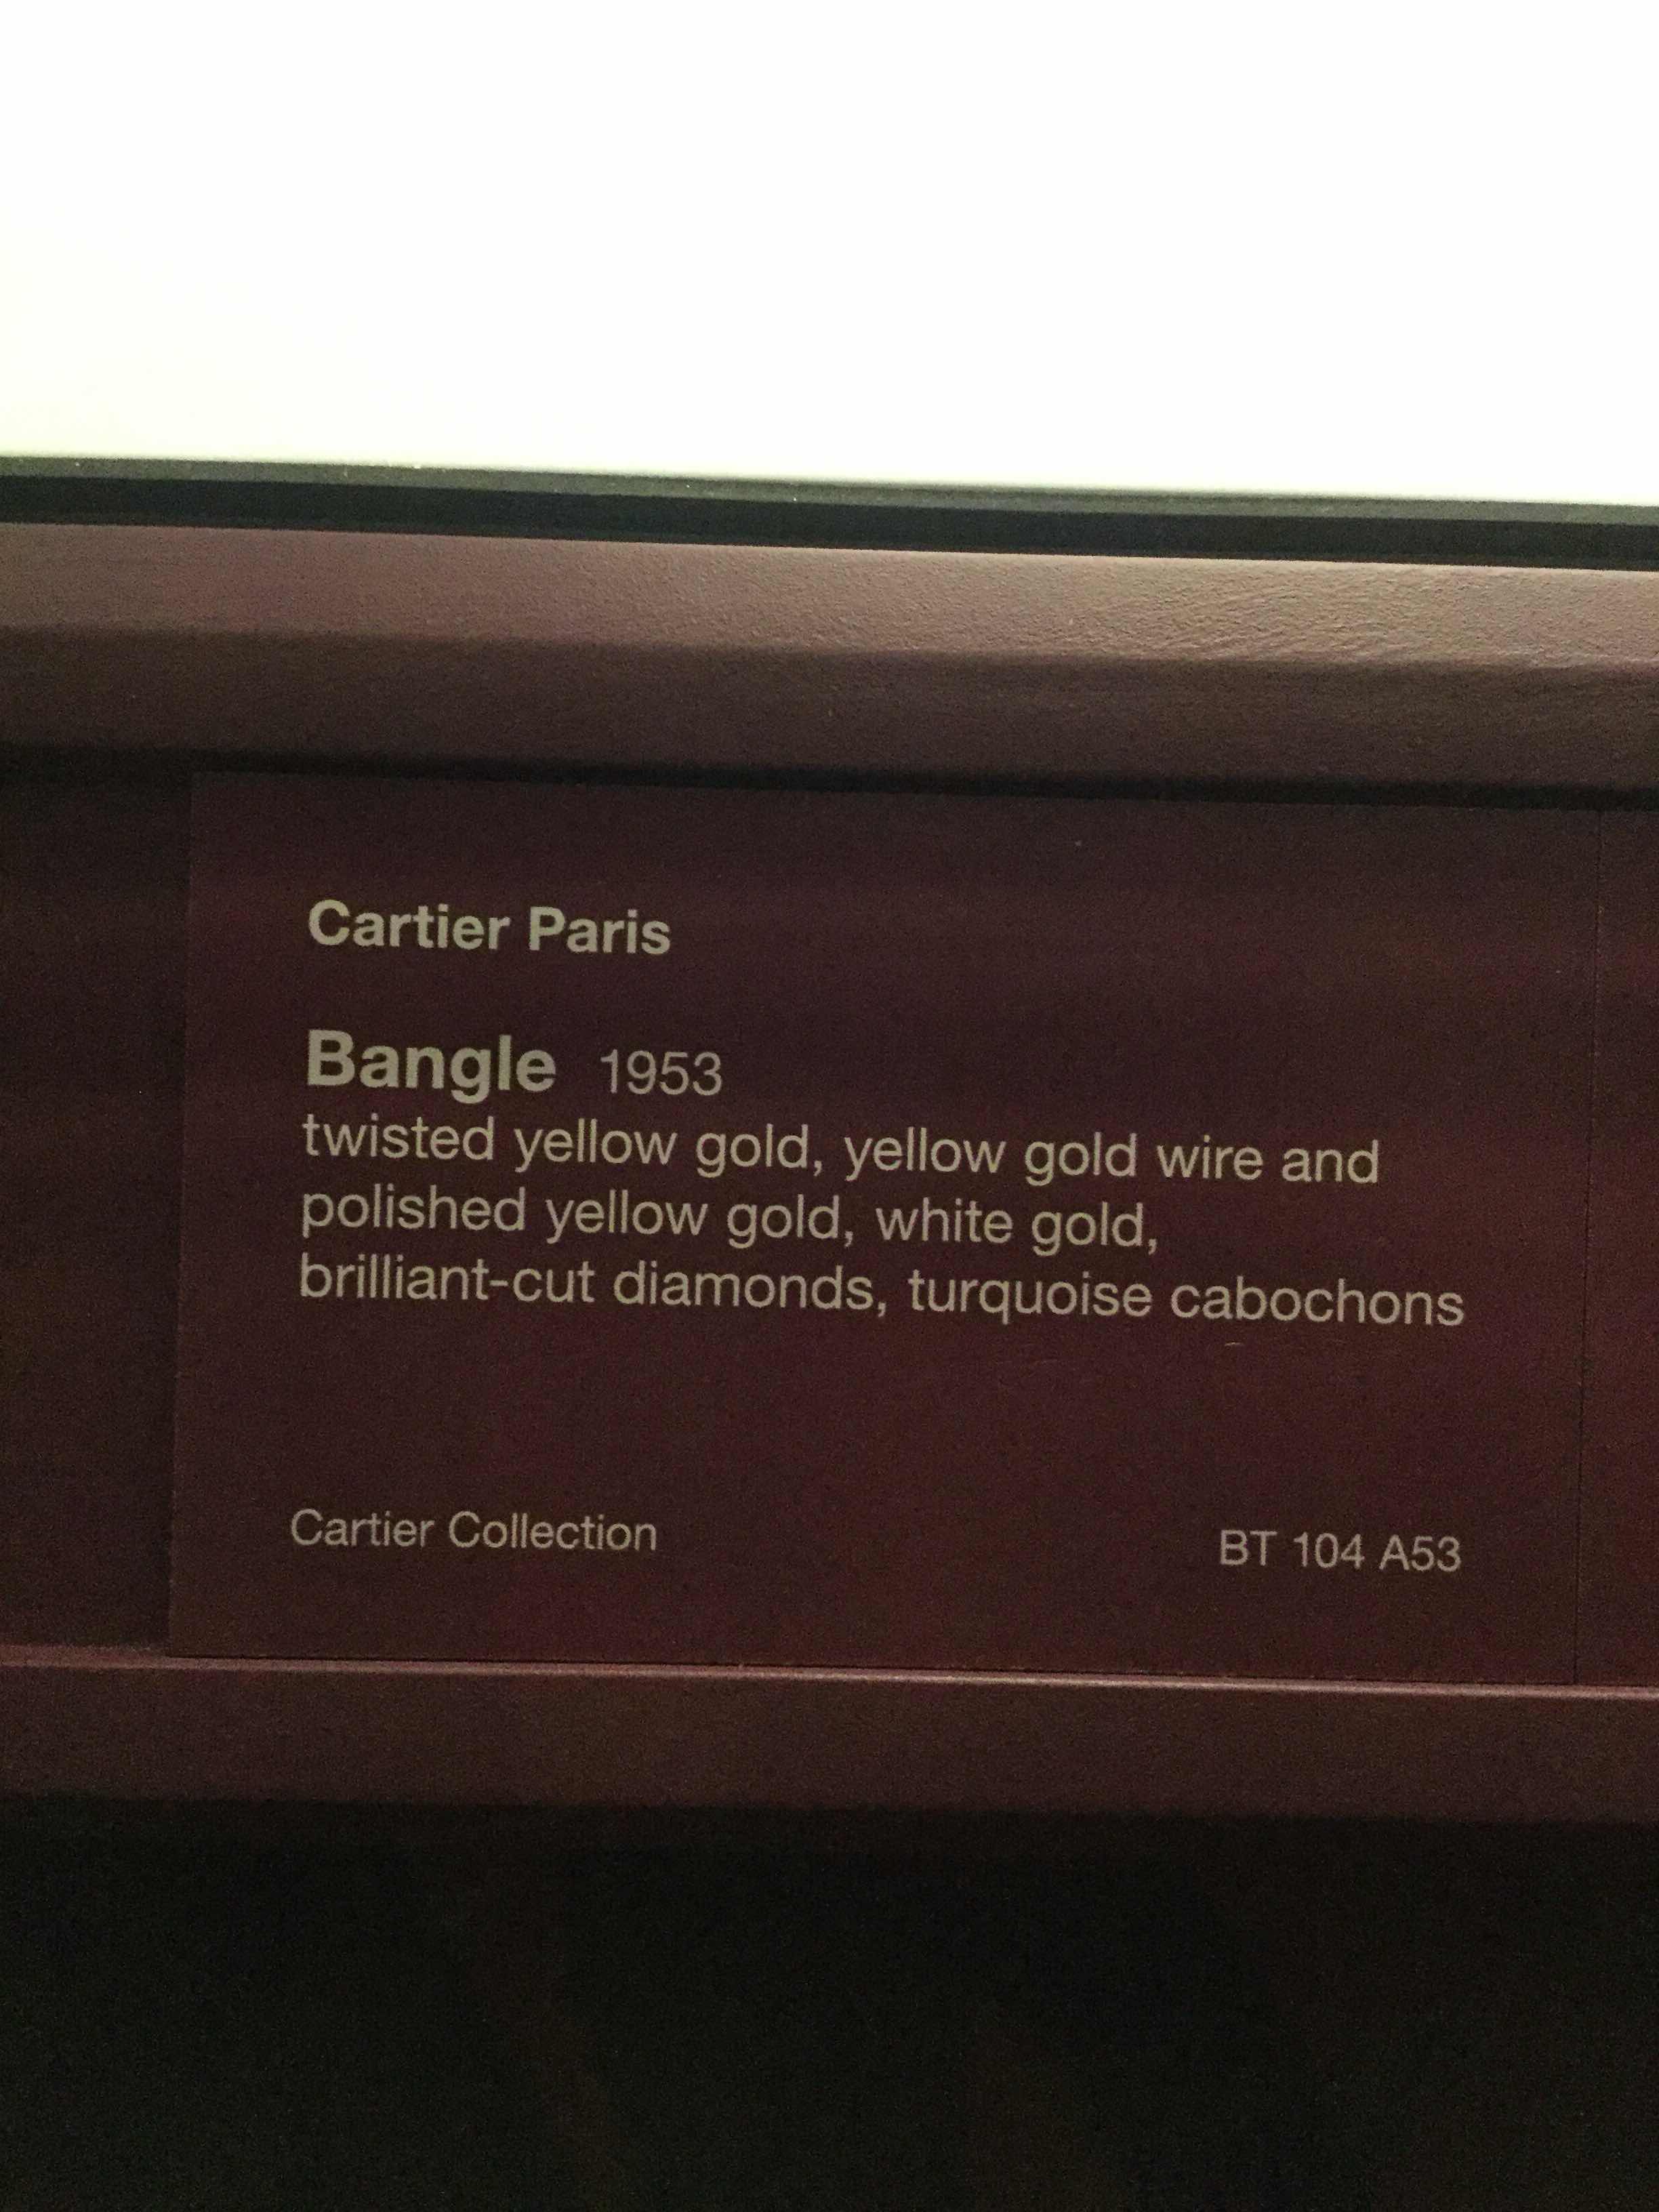 Cartier Paris
Bangle 1953
twisted yellow gold, yellow gold wire and
polished yellow gold, white gold,
brilliant-cut diamonds, turquoise cabochons
Cartier Collection BT 104 A53